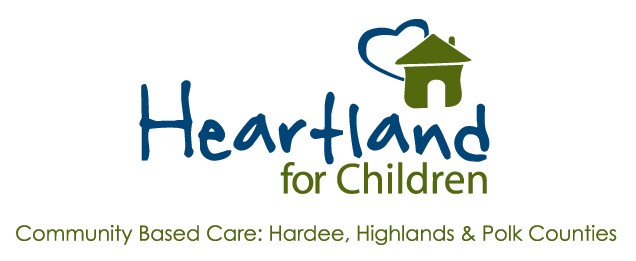 Heartland
for Children
Community Based Care: Hardee, Highlands & Polk Counties